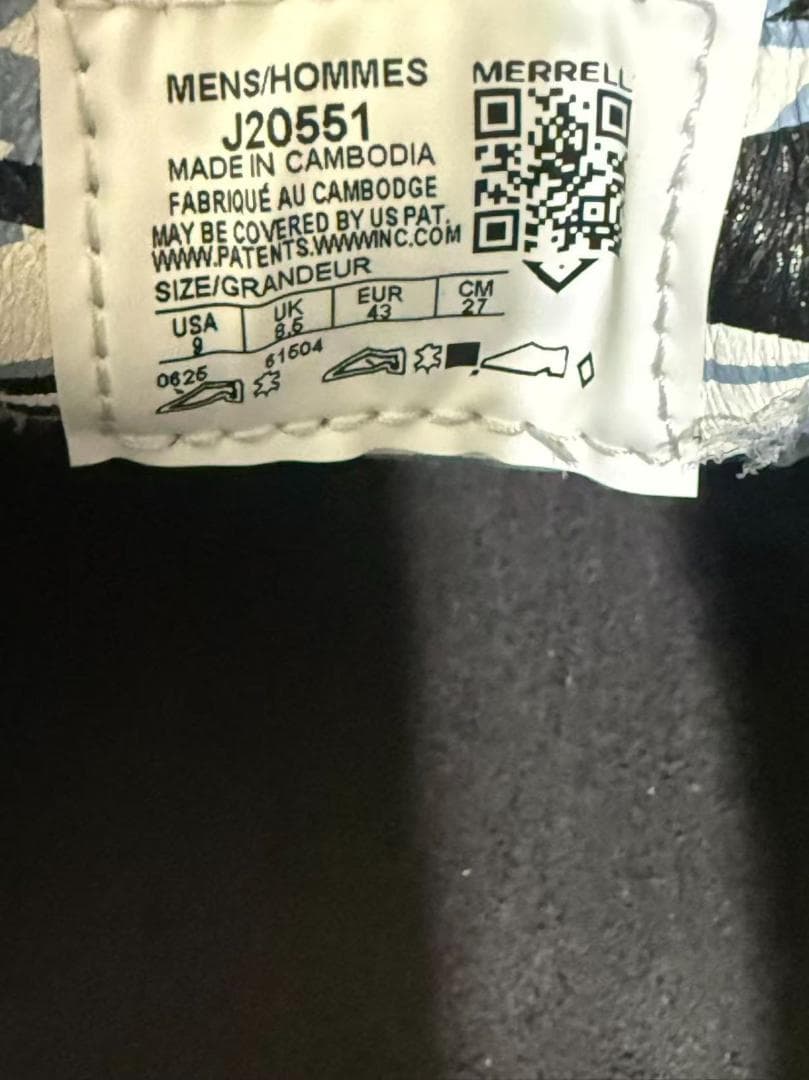 MENS/HOMMES
J20551
MADE IN CAMBODIA
FABRIQUÉ AU CAMBODGE
MAY BE COVERED BY US PAT.
WWW.PATENTS.WWWINC.COM
SIZE/GRANDEUR
USA UK EUR CM
9 8.5 43 27
0625 61504
MERRELL